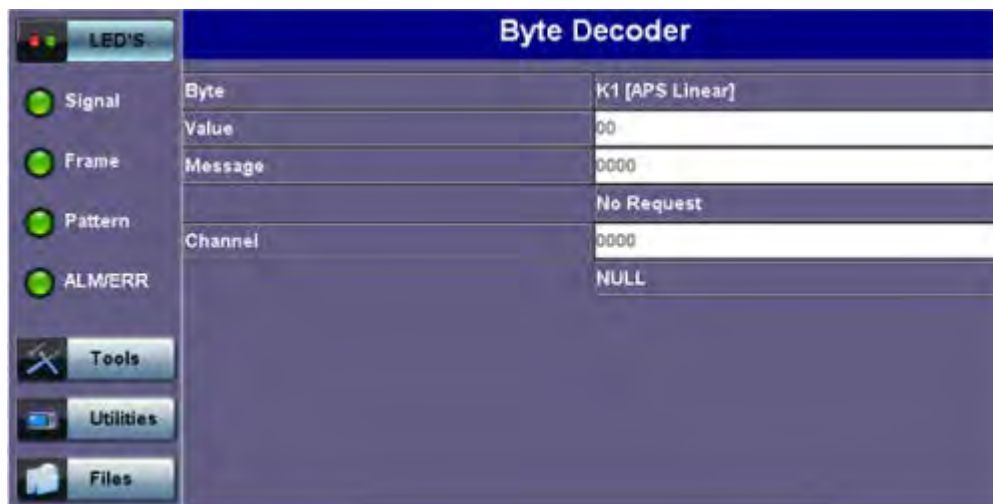 LED'S
Byte Decoder
Signal
Byte
K1 [APS Linear]
Value
00
Frame
Message
0000
No Request
Pattern
Channel
0000
ALM/ERR
NULL
Tools
Utilities
Files